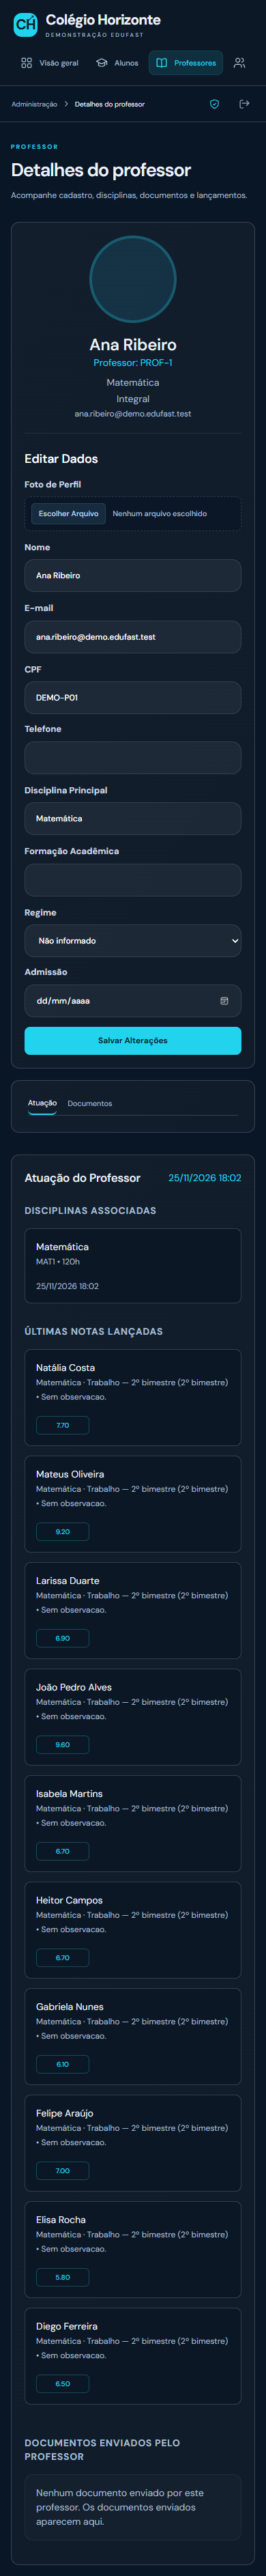 CH
Colégio Horizonte
DEMONSTRAÇÃO EDUFAST
Visão geral
Alunos
Professores
Administração
Detalhes do professor
PROFESSOR
Detalhes do professor
Acompanhe cadastro, disciplinas, documentos e lançamentos.
Ana Ribeiro
Professor: PROF-1
Matemática
Integral
ana.ribeiro@demo.edufast.test
Editar Dados
Foto de Perfil
Escolher Arquivo
Nenhum arquivo escolhido
Nome
Ana Ribeiro
E-mail
ana.ribeiro@demo.edufast.test
CPF
DEMO-P01
Telefone
Disciplina Principal
Matemática
Formação Acadêmica
Regime
Não informado
Admissão
dd/mm/aaaa
Salvar Alterações
Atuação
Documentos
Atuação do Professor
25/11/2026 18:02
DISCIPLINAS ASSOCIADAS
Matemática
MAT1 • 120h
25/11/2026 18:02
ÚLTIMAS NOTAS LANÇADAS
Natália Costa
Matemática · Trabalho — 2º bimestre (2º bimestre)
• Sem observacao.
7.70
Mateus Oliveira
Matemática · Trabalho — 2º bimestre (2º bimestre)
• Sem observacao.
9.20
Larissa Duarte
Matemática · Trabalho — 2º bimestre (2º bimestre)
• Sem observacao.
6.90
João Pedro Alves
Matemática · Trabalho — 2º bimestre (2º bimestre)
• Sem observacao.
9.60
Isabela Martins
Matemática · Trabalho — 2º bimestre (2º bimestre)
• Sem observacao.
6.70
Heitor Campos
Matemática · Trabalho — 2º bimestre (2º bimestre)
• Sem observacao.
6.70
Gabriela Nunes
Matemática · Trabalho — 2º bimestre (2º bimestre)
• Sem observacao.
6.10
Felipe Araújo
Matemática · Trabalho — 2º bimestre (2º bimestre)
• Sem observacao.
7.00
Elisa Rocha
Matemática · Trabalho — 2º bimestre (2º bimestre)
• Sem observacao.
5.80
Diego Ferreira
Matemática · Trabalho — 2º bimestre (2º bimestre)
• Sem observacao.
6.50
DOCUMENTOS ENVIADOS PELO
PROFESSOR
Nenhum documento enviado por este
professor. Os documentos enviados
aparecem aqui.